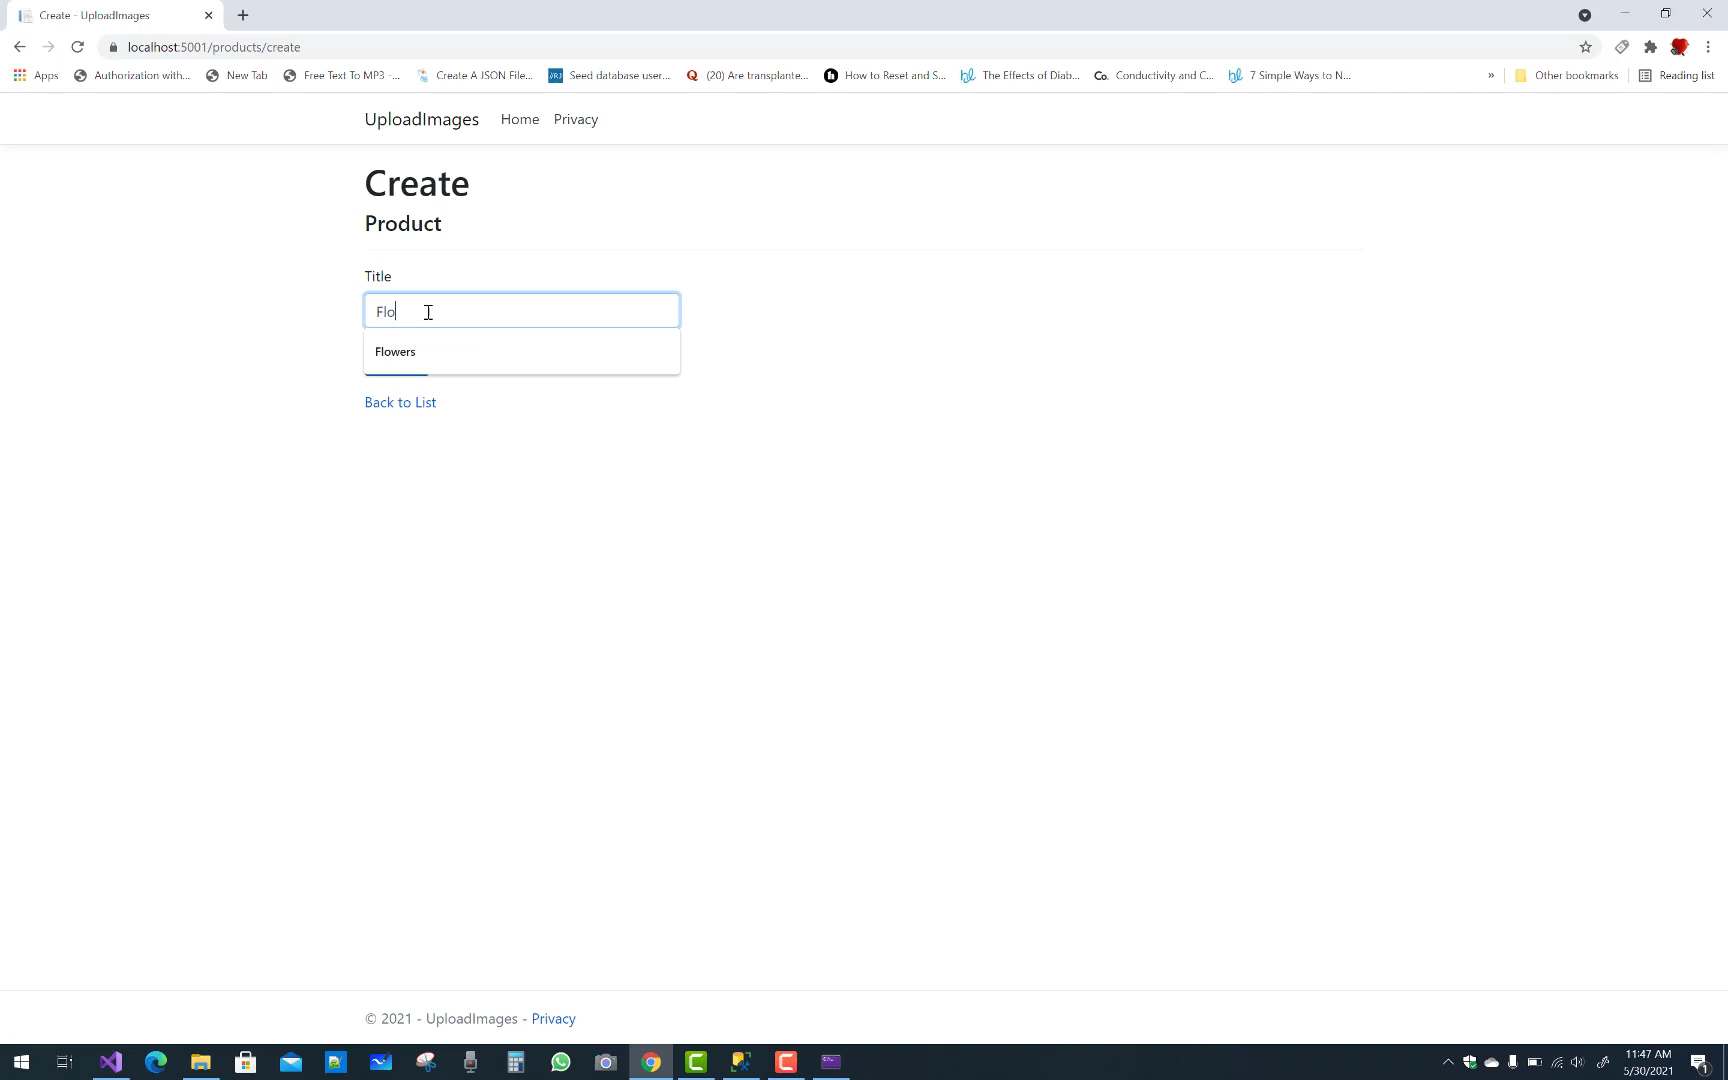 Create - UploadImages
localhost:5001/products/create
Apps
Authorization with...
New Tab
Free Text To MP3 -...
Create A JSON File...
Seed database user...
(20) Are transplante...
How to Reset and S...
The Effects of Diab...
Co.
Conductivity and C...
7 Simple Ways to N...
»
Other bookmarks
Reading list
UploadImages
Home
Privacy
Create
Product
Title
Flo
Flowers
Back to List
© 2021 - UploadImages - Privacy
11:47 AM
5/30/2021
1